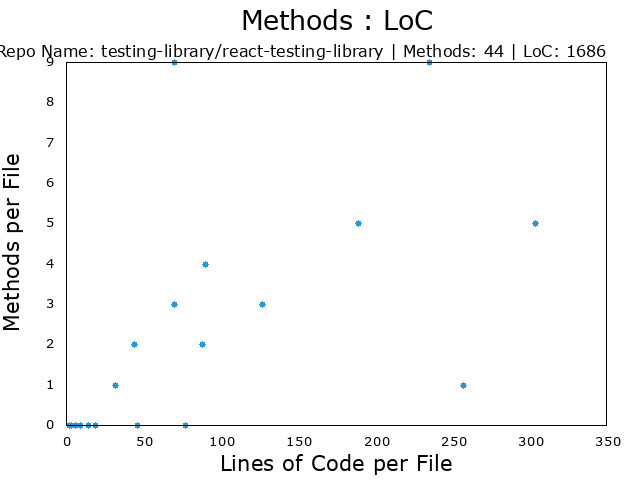 Methods : LoC
Repo Name: testing-library/react-testing-library | Methods: 44 | LoC: 1686
9
8
7
6
5
4
3
2
1
0
Methods per File
0 50 100 150 200 250 300 350
Lines of Code per File